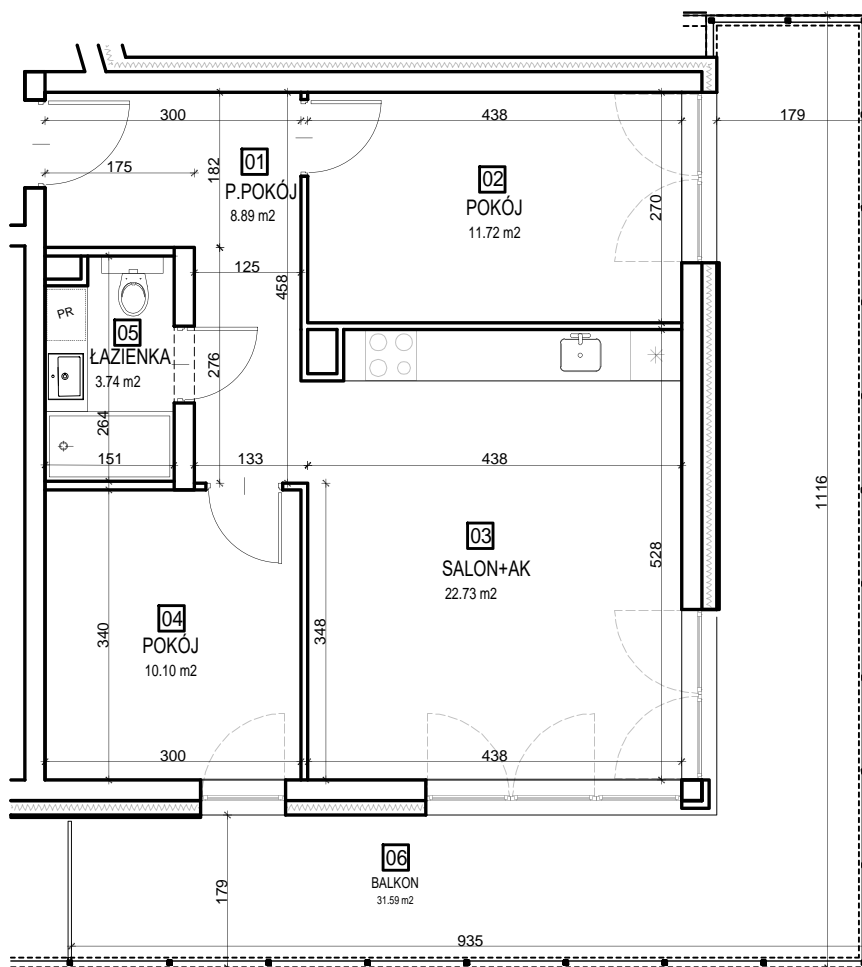 300
438
179
175
182
01
P.POKÓJ
8.89 m2
02
POKÓJ
11.72 m2
270
125
458
PR
05
ŁAZIENKA
3.74 m2
276
264
151
133
438
1116
03
SALON+AK
22.73 m2
528
04
POKÓJ
10.10 m2
340
348
300
438
06
BALKON
31.59 m2
179
935